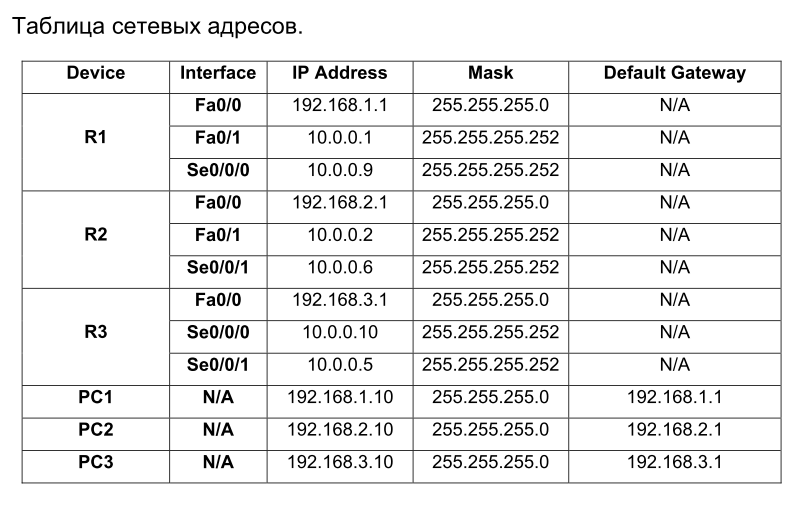 Таблица сетевых адресов.
Device Interface IP Address Mask Default Gateway
Fa0/0 192.168.1.1 255.255.255.0 N/A
R1 Fa0/1 10.0.0.1 255.255.255.252 N/A
Se0/0/0 10.0.0.9 255.255.255.252 N/A
Fa0/0 192.168.2.1 255.255.255.0 N/A
R2 Fa0/1 10.0.0.2 255.255.255.252 N/A
Se0/0/1 10.0.0.6 255.255.255.252 N/A
Fa0/0 192.168.3.1 255.255.255.0 N/A
R3 Se0/0/0 10.0.0.10 255.255.255.252 N/A
Se0/0/1 10.0.0.5 255.255.255.252 N/A
PC1 N/A 192.168.1.10 255.255.255.0 192.168.1.1
PC2 N/A 192.168.2.10 255.255.255.0 192.168.2.1
PC3 N/A 192.168.3.10 255.255.255.0 192.168.3.1